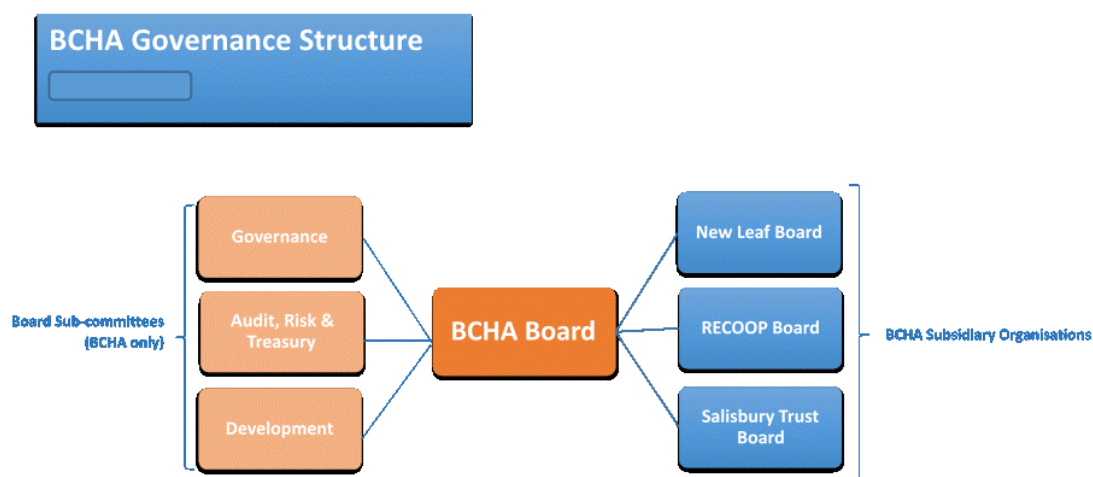 BCHA Governance Structure
Governance
New Leaf Board
Board Sub-committees
(BCHA only)
Audit, Risk &
Treasury
BCHA Board
RECOOP Board
BCHA Subsidiary Organisations
Development
Salisbury Trust
Board